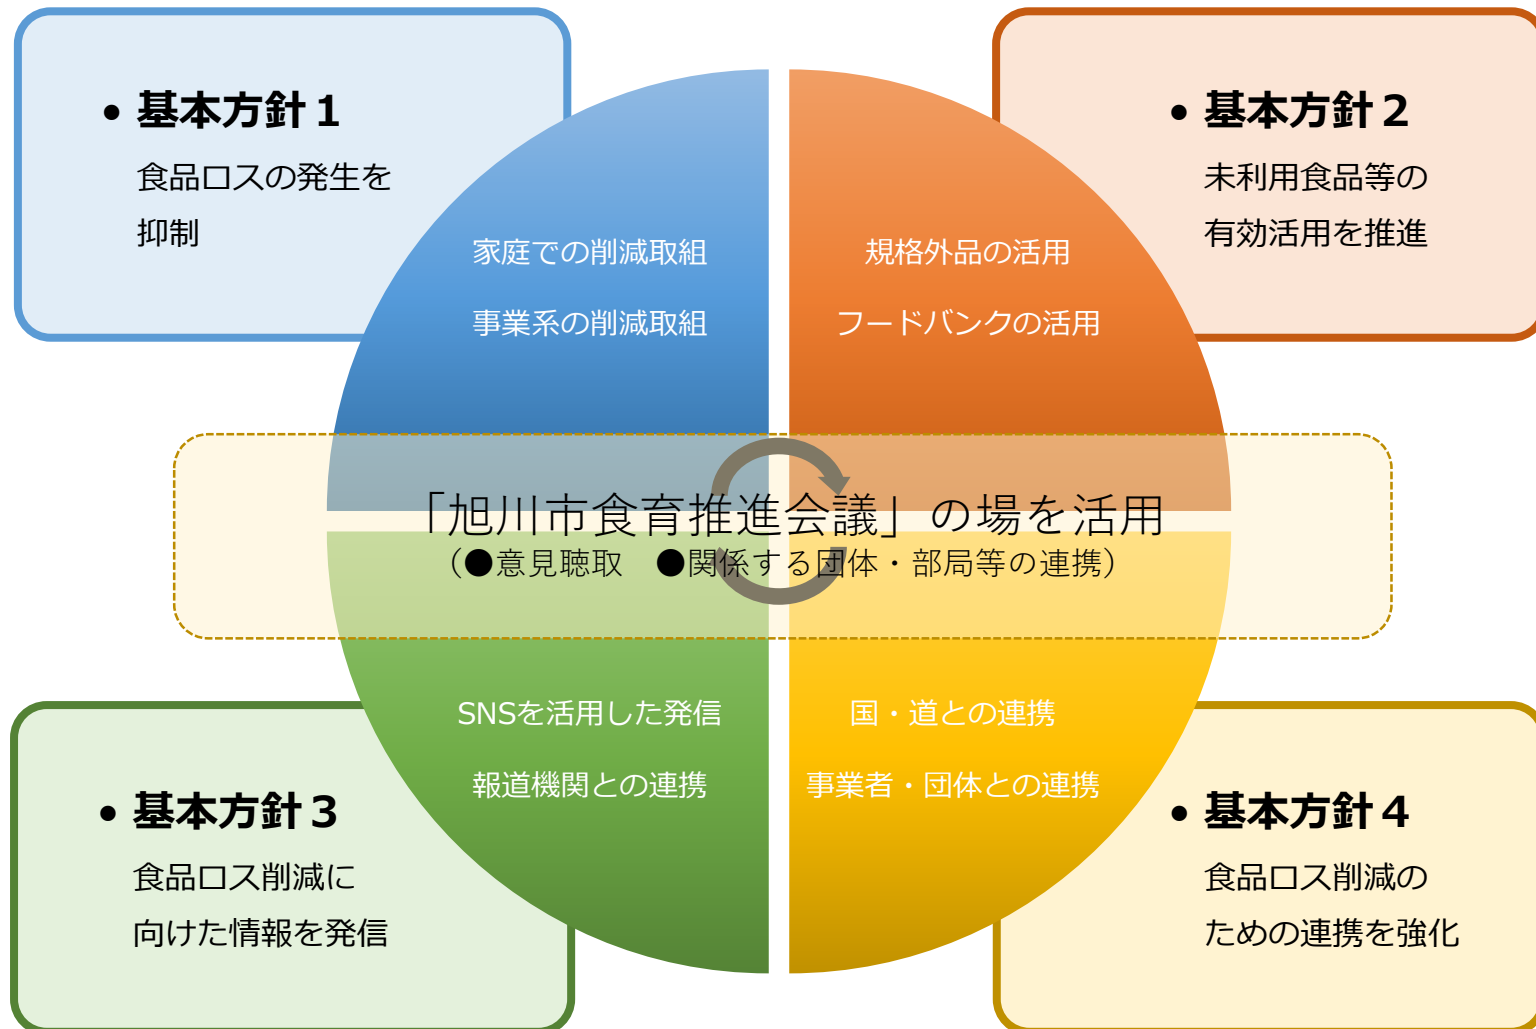 • 基本方針１
食品ロスの発生を
抑制
• 基本方針２
未利用食品等の
有効活用を推進
家庭での削減取組
事業系の削減取組
規格外品の活用
フードバンクの活用
「旭川市食育推進会議」の場を活用
（●意見聴取　●関係する団体・部局等の連携）
SNSを活用した発信
報道機関との連携
国・道との連携
事業者・団体との連携
• 基本方針３
食品ロス削減に
向けた情報を発信
• 基本方針４
食品ロス削減の
ための連携を強化